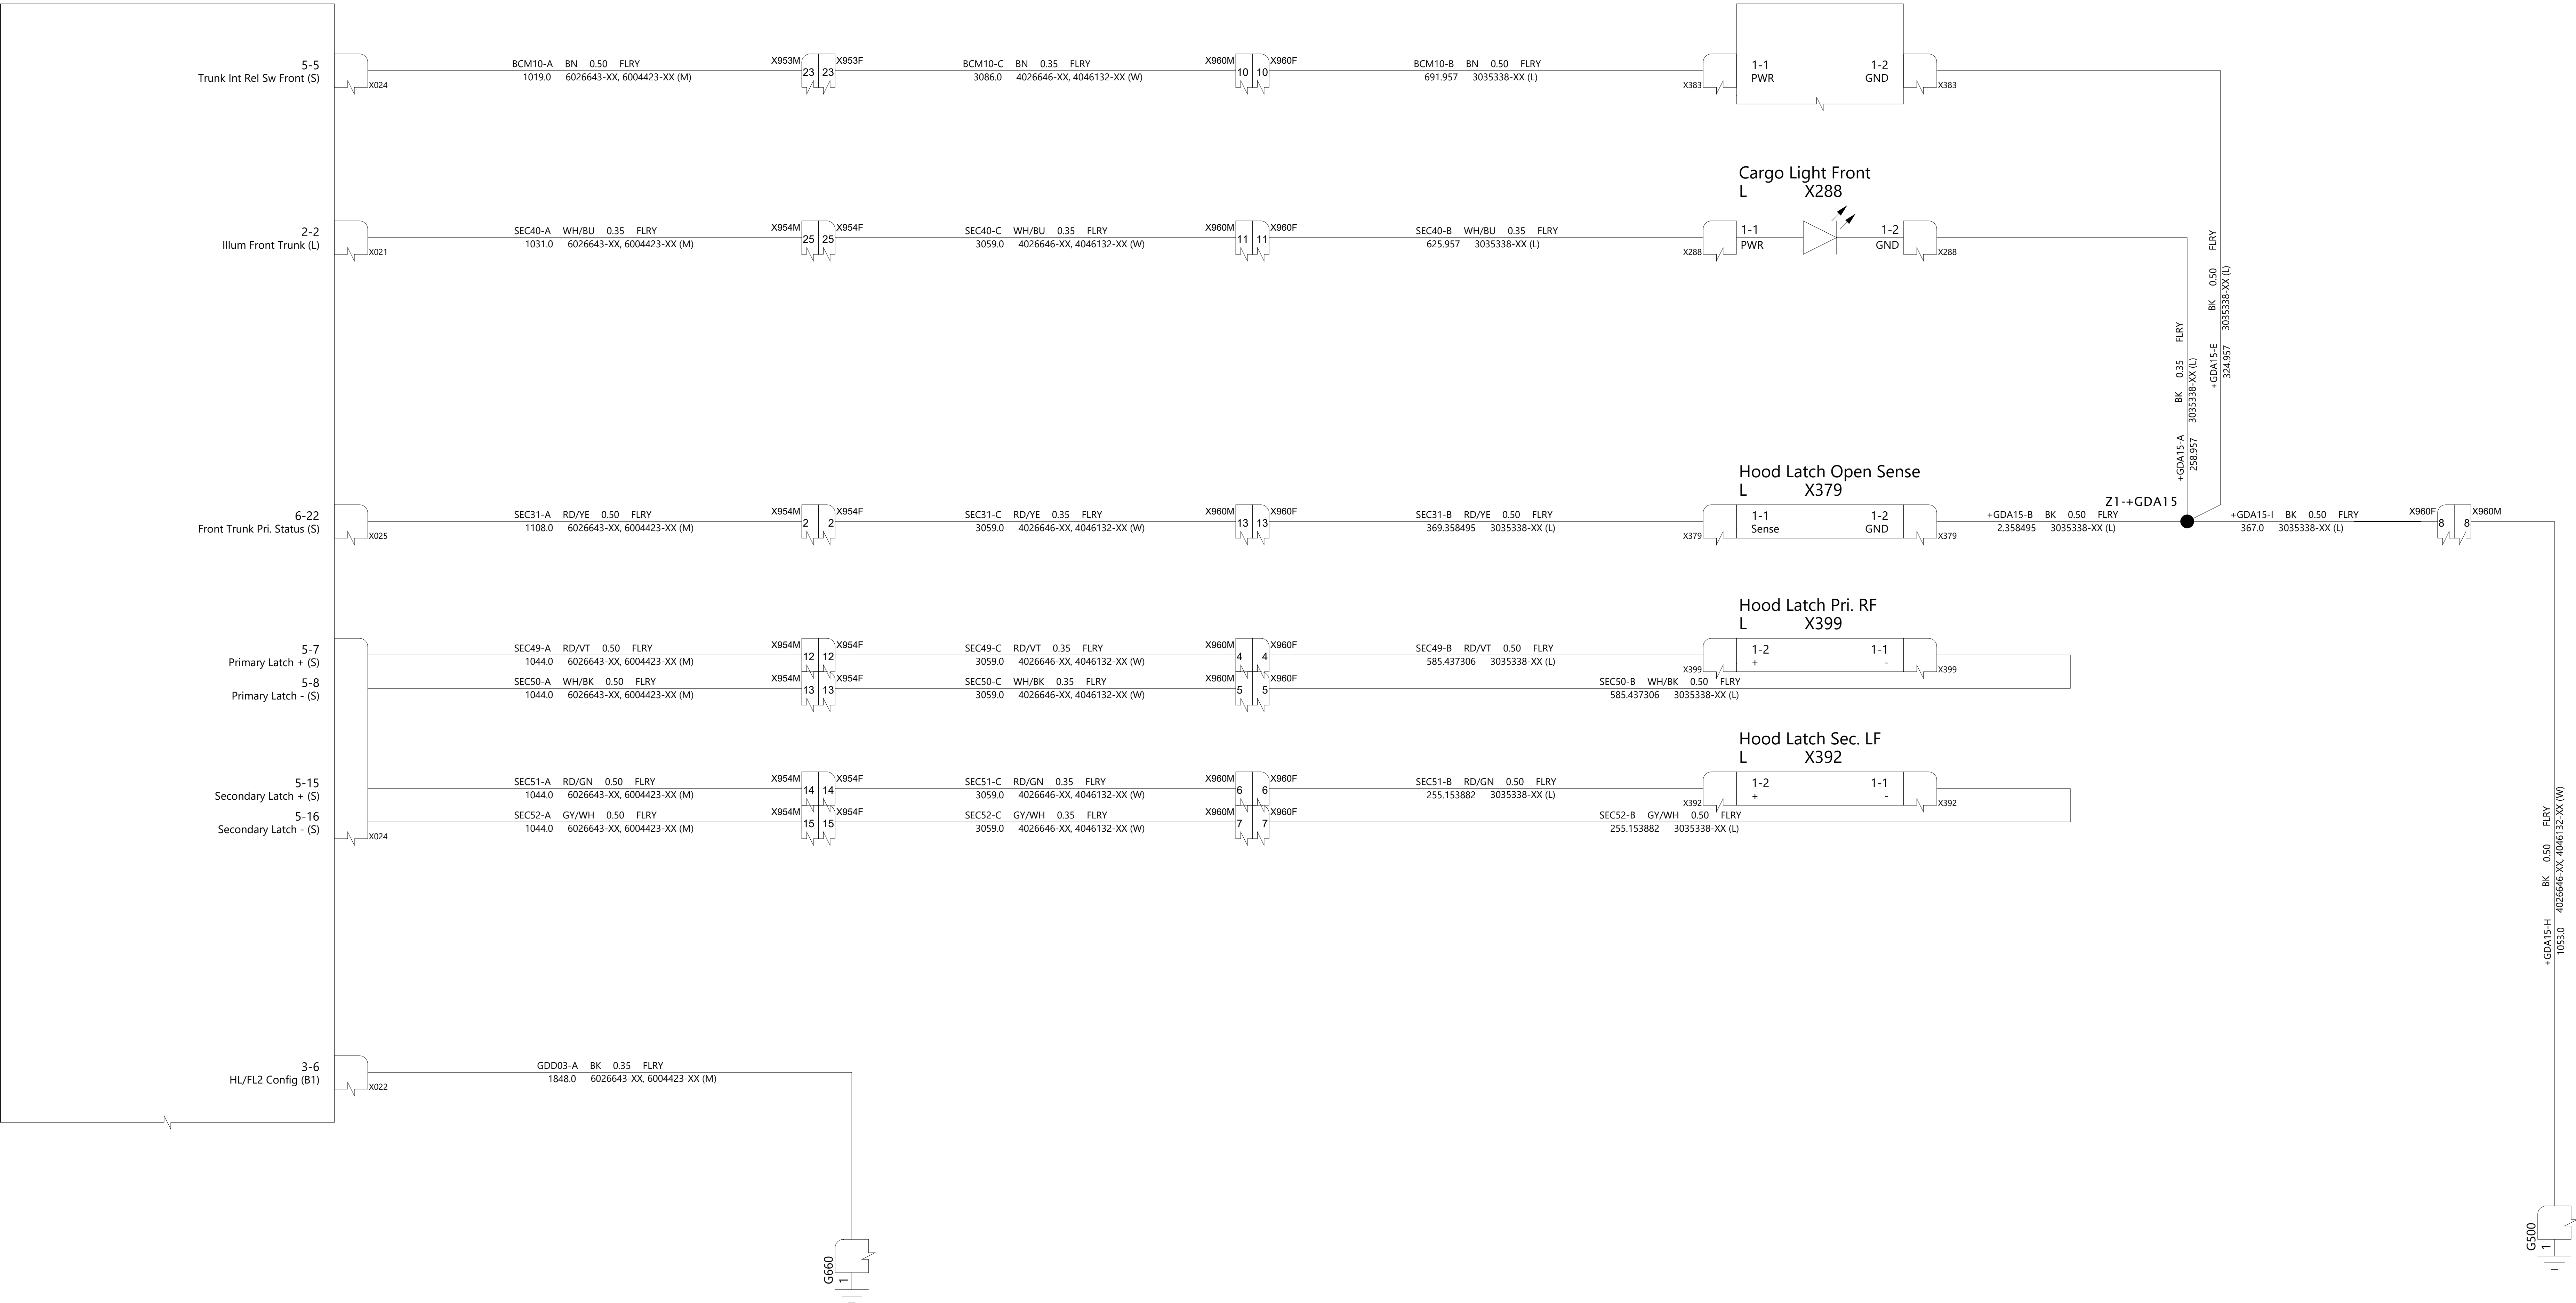 5-5
Trunk Int Rel Sw Front (S)
X024
BCM10-A BN 0.50 FLRY
1019.0 6026643-XX, 6004423-XX (M)
X953M 23 23 X953F
BCM10-C BN 0.35 FLRY
3086.0 4026646-XX, 4046132-XX (W)
X960M 10 10 X960F
BCM10-B BN 0.50 FLRY
691.957 3035338-XX (L)
X383
1-1 1-2
PWR GND
X383
Cargo Light Front
L X288
2-2
Illum Front Trunk (L)
X021
SEC40-A WH/BU 0.35 FLRY
1031.0 6026643-XX, 6004423-XX (M)
X954M 25 25 X954F
SEC40-C WH/BU 0.35 FLRY
3059.0 4026646-XX, 4046132-XX (W)
X960M 11 11 X960F
SEC40-B WH/BU 0.35 FLRY
625.957 3035338-XX (L)
X288
1-1 1-2
PWR GND
X288
+GDA15-A BK 0.35 FLRY
258.957 3035338-XX (L)
+GDA15-E BK 0.50 FLRY
324.957 3035338-XX (L)
Hood Latch Open Sense
L X379
6-22
Front Trunk Pri. Status (S)
X025
SEC31-A RD/YE 0.50 FLRY
1108.0 6026643-XX, 6004423-XX (M)
X954M 2 2 X954F
SEC31-C RD/YE 0.35 FLRY
3059.0 4026646-XX, 4046132-XX (W)
X960M 13 13 X960F
SEC31-B RD/YE 0.50 FLRY
369.358495 3035338-XX (L)
X379
1-1 1-2
Sense GND
X379
+GDA15-B BK 0.50 FLRY
2.358495 3035338-XX (L)
Z1-+GDA15
+GDA15-I BK 0.50 FLRY
367.0 3035338-XX (L)
X960F 8 8 X960M
Hood Latch Pri. RF
L X399
5-7
Primary Latch + (S)
SEC49-A RD/VT 0.50 FLRY
1044.0 6026643-XX, 6004423-XX (M)
X954M 12 12 X954F
SEC49-C RD/VT 0.35 FLRY
3059.0 4026646-XX, 4046132-XX (W)
X960M 4 4 X960F
SEC49-B RD/VT 0.50 FLRY
585.437306 3035338-XX (L)
X399
1-2 1-1
+ -
X399
5-8
Primary Latch - (S)
SEC50-A WH/BK 0.50 FLRY
1044.0 6026643-XX, 6004423-XX (M)
X954M 13 13 X954F
SEC50-C WH/BK 0.35 FLRY
3059.0 4026646-XX, 4046132-XX (W)
X960M 5 5 X960F
SEC50-B WH/BK 0.50 FLRY
585.437306 3035338-XX (L)
Hood Latch Sec. LF
L X392
5-15
Secondary Latch + (S)
SEC51-A RD/GN 0.50 FLRY
1044.0 6026643-XX, 6004423-XX (M)
X954M 14 14 X954F
SEC51-C RD/GN 0.35 FLRY
3059.0 4026646-XX, 4046132-XX (W)
X960M 6 6 X960F
SEC51-B RD/GN 0.50 FLRY
255.153882 3035338-XX (L)
X392
1-2 1-1
+ -
X392
5-16
Secondary Latch - (S)
X024
SEC52-A GY/WH 0.50 FLRY
1044.0 6026643-XX, 6004423-XX (M)
X954M 15 15 X954F
SEC52-C GY/WH 0.35 FLRY
3059.0 4026646-XX, 4046132-XX (W)
X960M 7 7 X960F
SEC52-B GY/WH 0.50 FLRY
255.153882 3035338-XX (L)
+GDA15-H BK 0.50 FLRY
1053.0 4026646-XX, 4046132-XX (W)
3-6
HL/FL2 Config (B1)
X022
GDD03-A BK 0.35 FLRY
1848.0 6026643-XX, 6004423-XX (M)
G660
1
G500
1